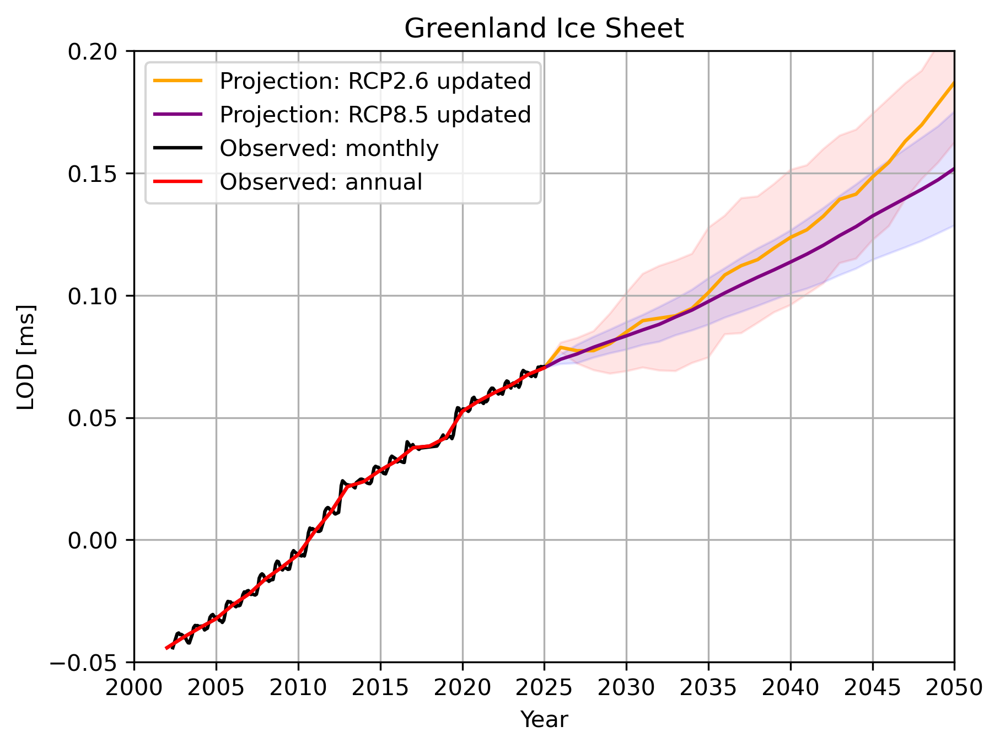 Greenland Ice Sheet
0.20
0.15
0.10
0.05
0.00
−0.05
LOD [ms]
Projection: RCP2.6 updated
Projection: RCP8.5 updated
Observed: monthly
Observed: annual
2000 2005 2010 2015 2020 2025 2030 2035 2040 2045 2050
Year